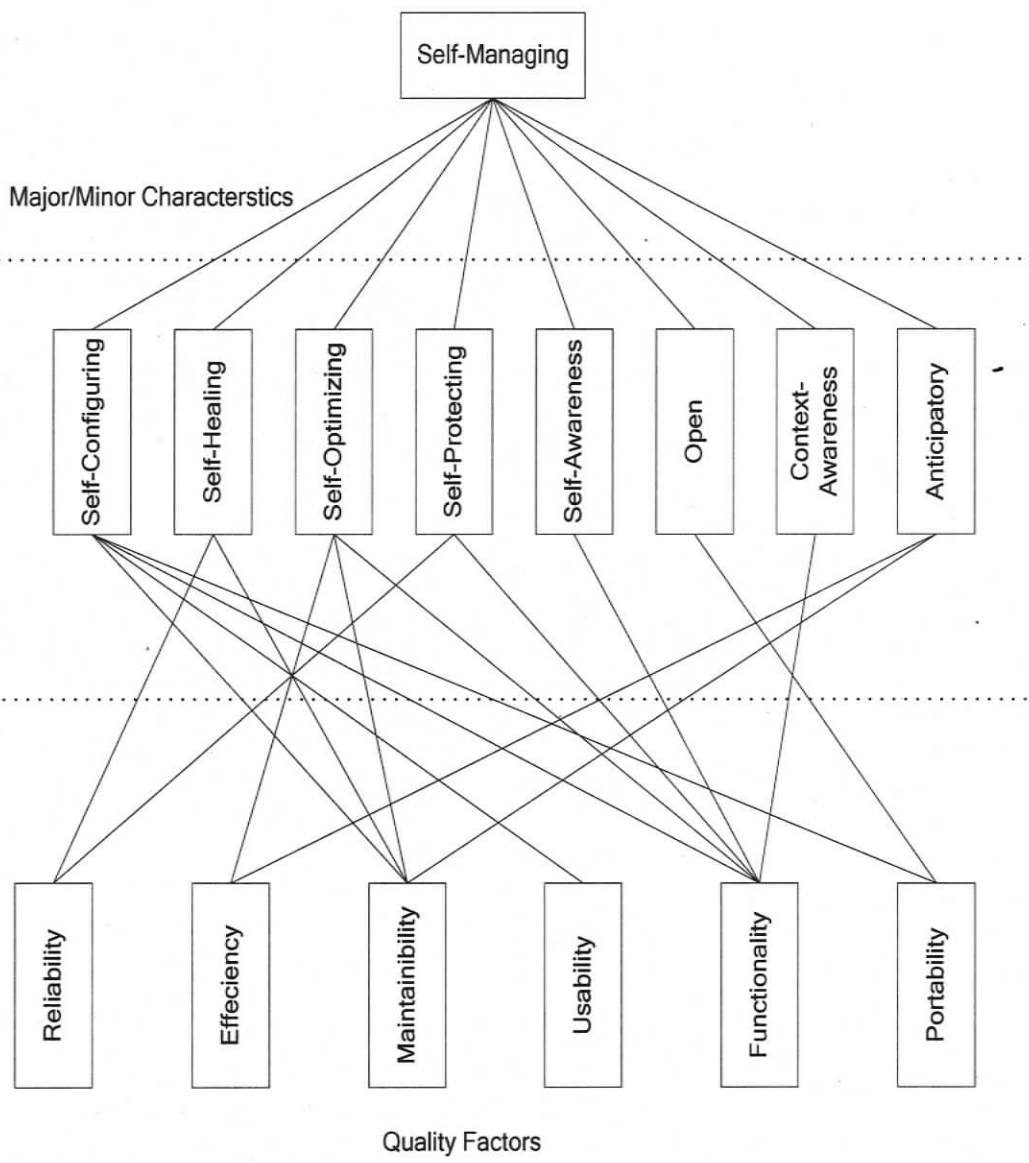 Self-Managing
Major/Minor Characterstics
Self-Configuring
Self-Healing
Self-Optimizing
Self-Protecting
Self-Awareness
Open
Context-
Awareness
Anticipatory
Reliability
Effeciency
Maintainibility
Usability
Functionality
Portability
Quality Factors